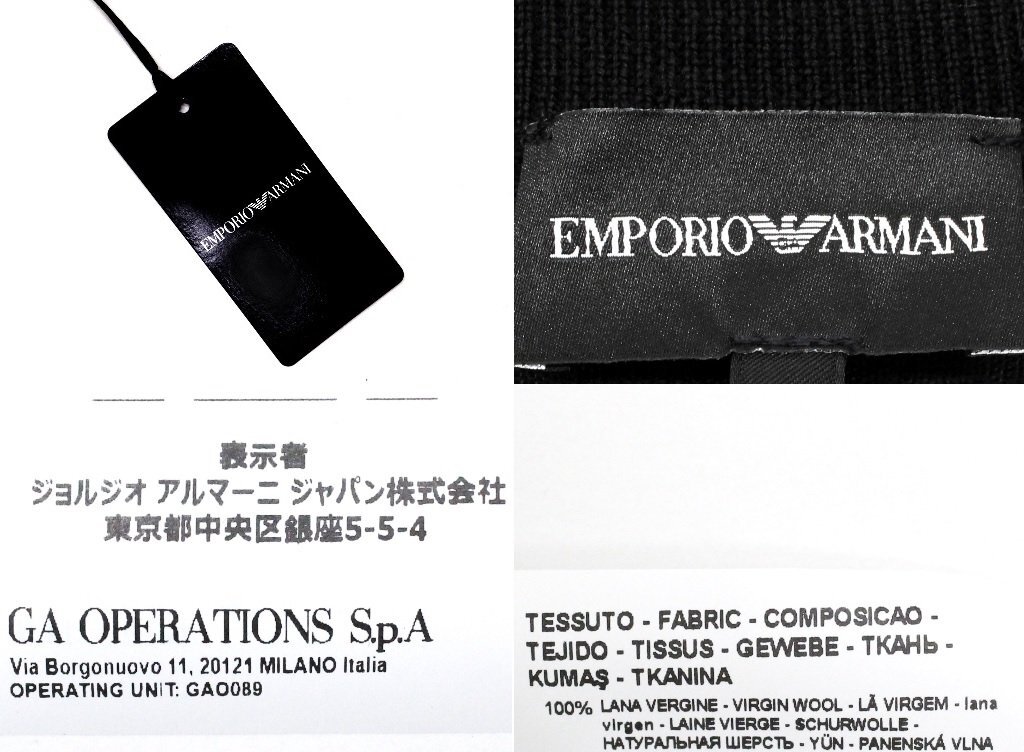 EMPORIO ARMANI
EMPORIO ARMANI
表示者
ジョルジオ アルマーニ ジャパン株式会社
東京都中央区銀座5-5-4
GA OPERATIONS S.p.A
Via Borgonuovo 11, 20121 MILANO Italia
OPERATING UNIT: GAO089
TESSUTO - FABRIC - COMPOSICAO -
TEJIDO - TISSUS - GEWEBE - ТКАНЬ -
KUMAŞ - TKANINA
100% LANA VERGINE - VIRGIN WOOL - LÃ VIRGEM - lana
virgen - LAINE VIERGE - SCHURWOLLE -
НАТУРАЛЬНАЯ ШЕРСТЬ - YÜN - PANENSKÁ VLNA